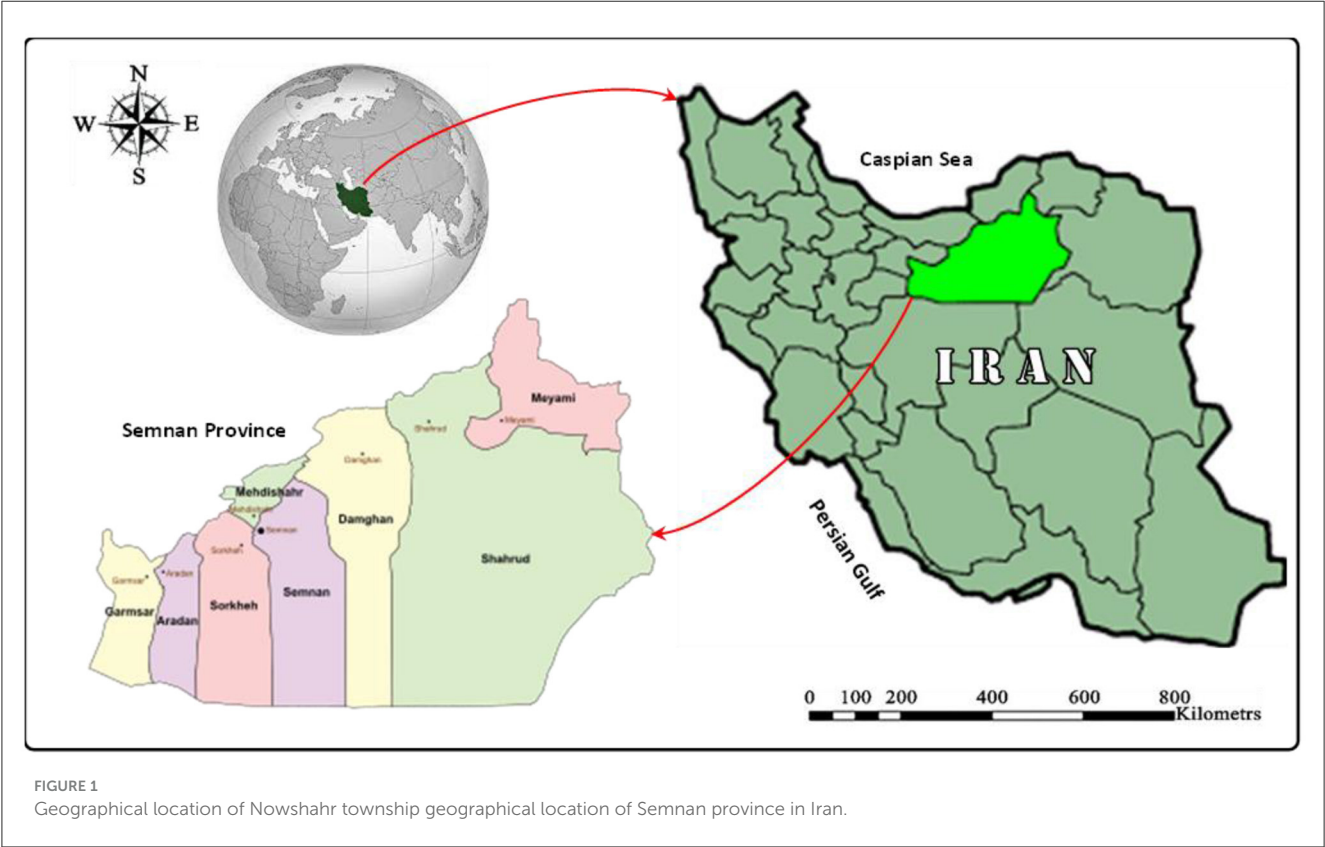 N
W
E
S
Caspian Sea
IRAN
Persian Gulf
Semnan Province
Meyami
Meyami
Shahrud
Damghan
Mehdishahr
Mehdishahr
Damghan
Semnan
Shahrud
Sorkheh
Semnan
Garmsar
Aradan
Garmsar
Sorkheh
Aradan
0 100 200 400 600 800
Kilometrs
FIGURE 1
Geographical location of Nowshahr township geographical location of Semnan province in Iran.